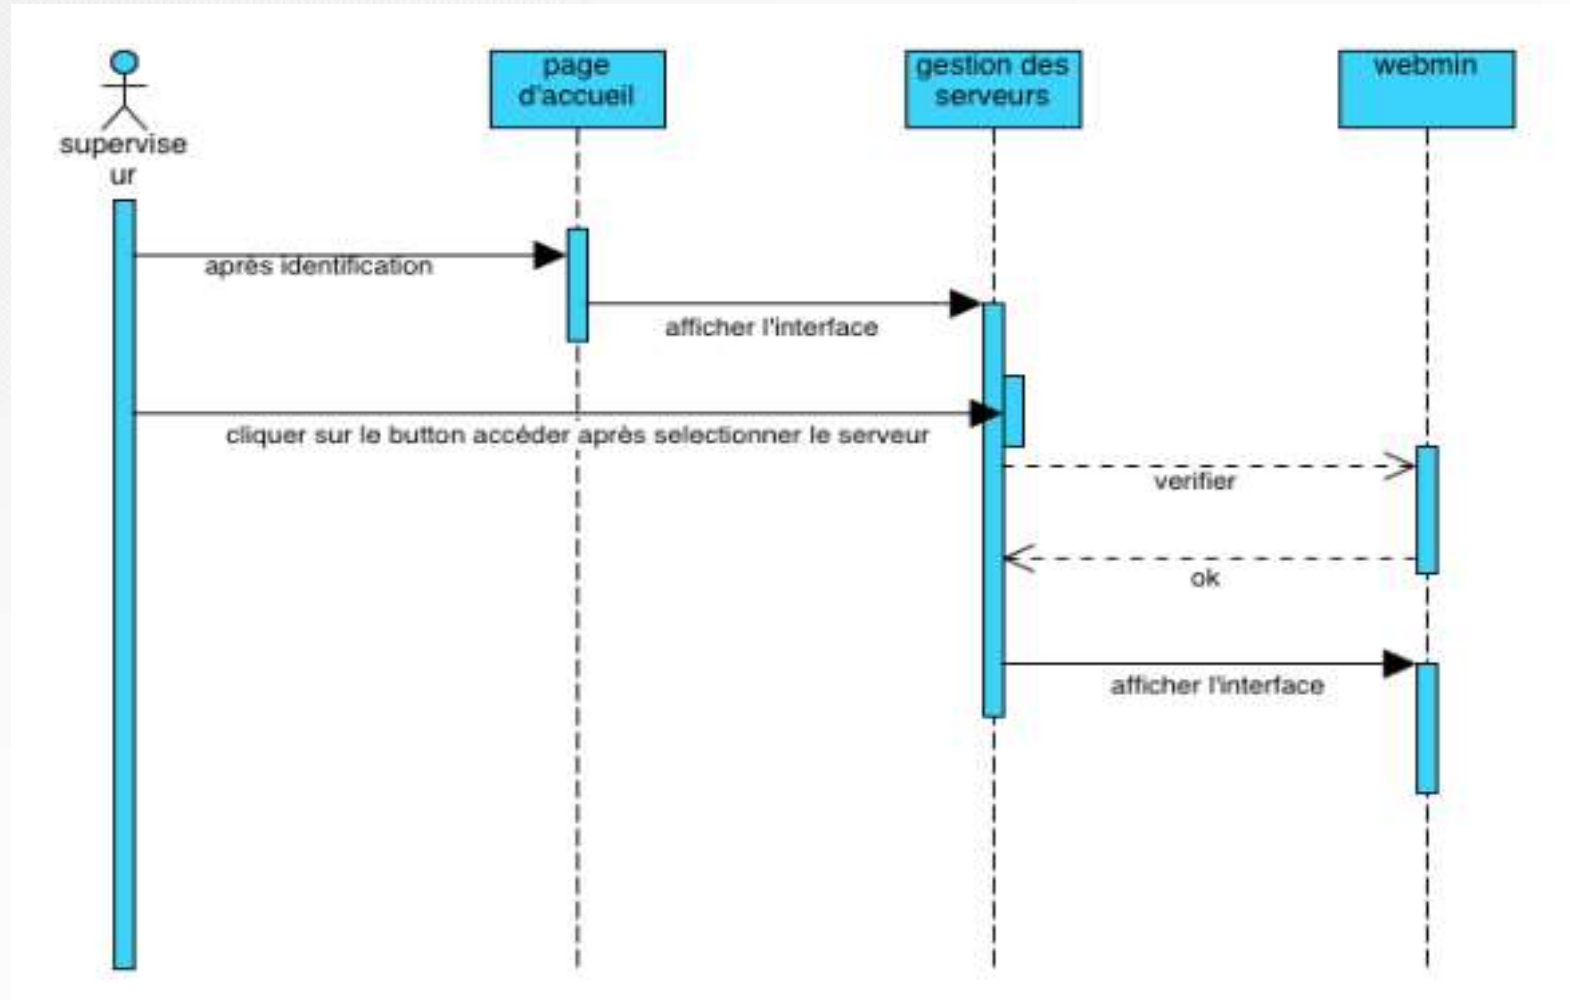 page
d'accueil
gestion des
serveurs
webmin
supervise
ur
après identification
afficher l'interface
cliquer sur le button accéder après selectionner le serveur
verifier
ok
afficher l'interface